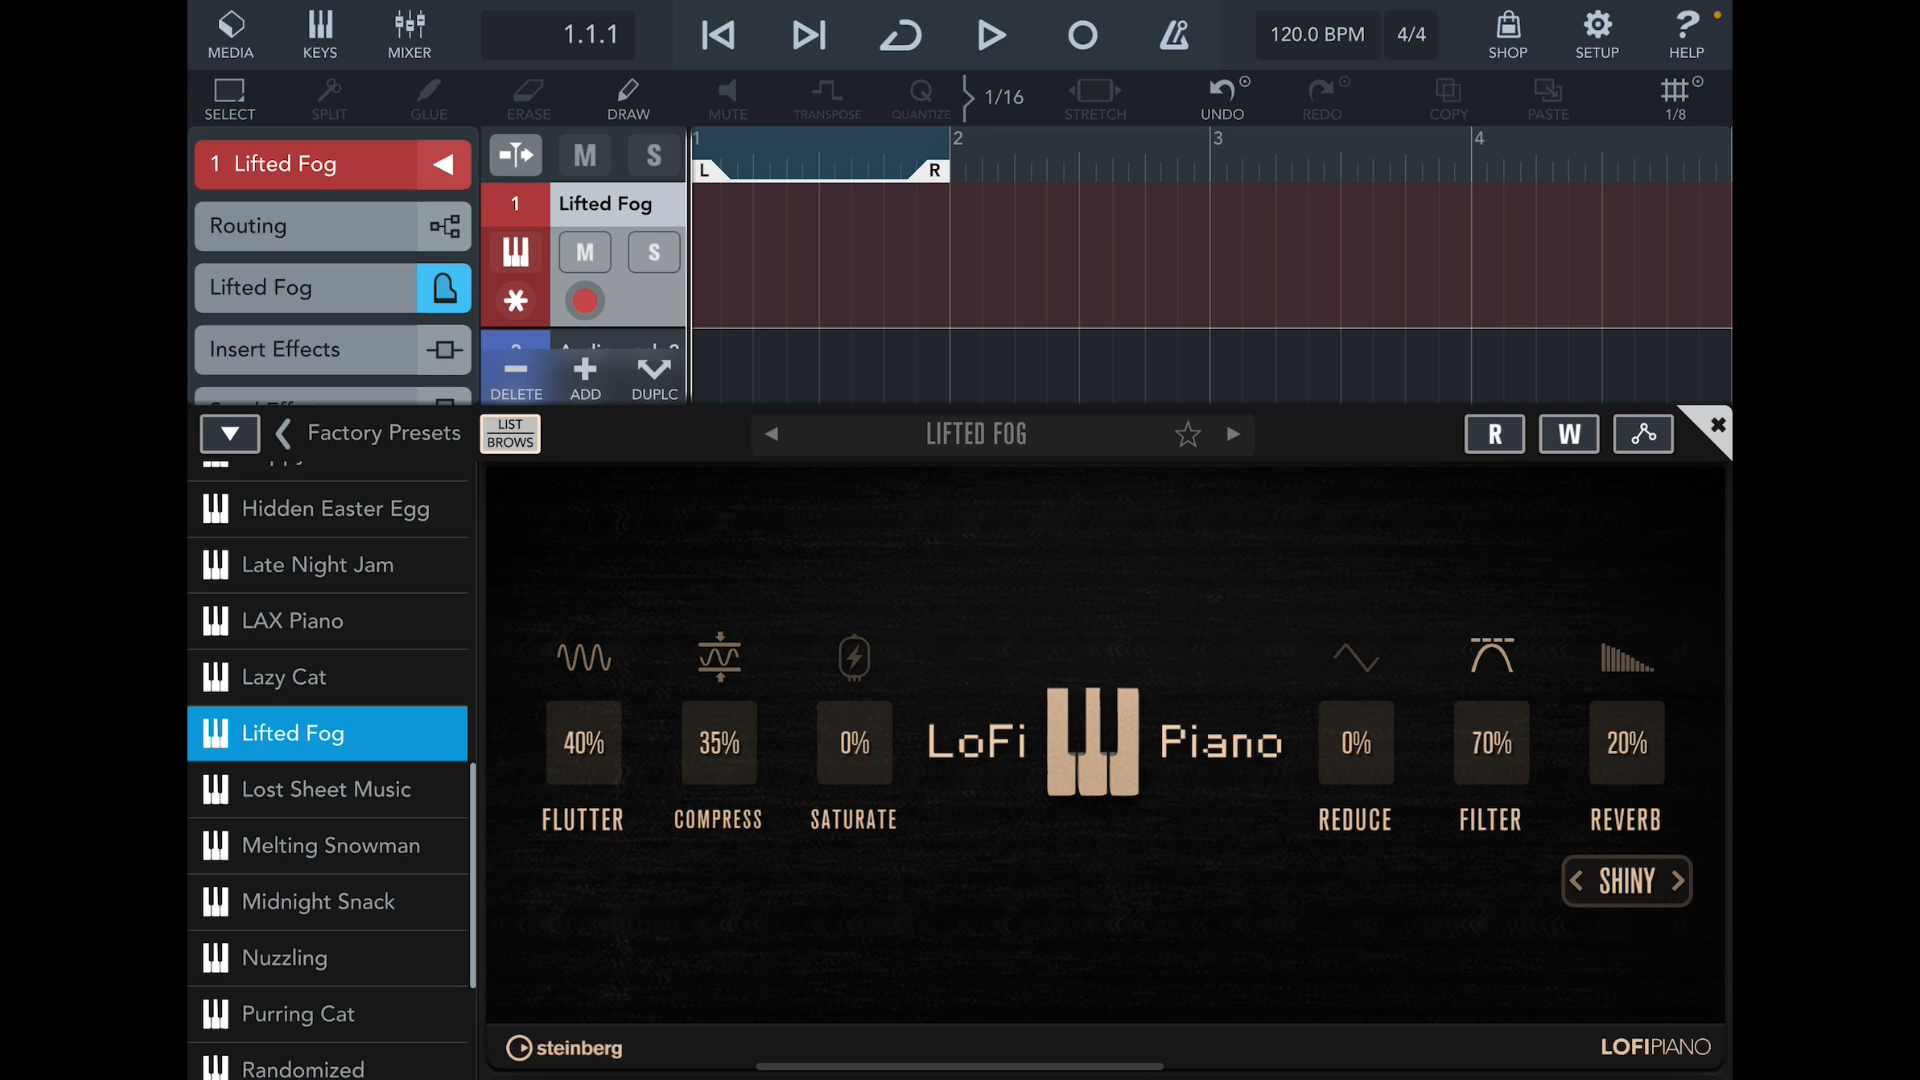 MEDIA KEYS MIXER 1.1.1 120.0 BPM 4/4 SHOP SETUP HELP
SELECT SPLIT GLUE ERASE DRAW MUTE TRANSPOSE QUANTIZE 1/16 STRETCH UNDO REDO COPY PASTE 1/8
1 Lifted Fog
Routing
Lifted Fog
Insert Effects
M S
1 Lifted Fog
M S
DELETE ADD DUPLC
1 2 3 4
L R
Factory Presets
LIST
BROWS
LIFTED FOG
R W
Hidden Easter Egg
Late Night Jam
LAX Piano
Lazy Cat
Lifted Fog
Lost Sheet Music
Melting Snowman
Midnight Snack
Nuzzling
Purring Cat
Randomized
40% 35% 0% LoFi Piano 0% 70% 20%
FLUTTER COMPRESS SATURATE REDUCE FILTER REVERB
SHINY
steinberg
LOFIPIANO